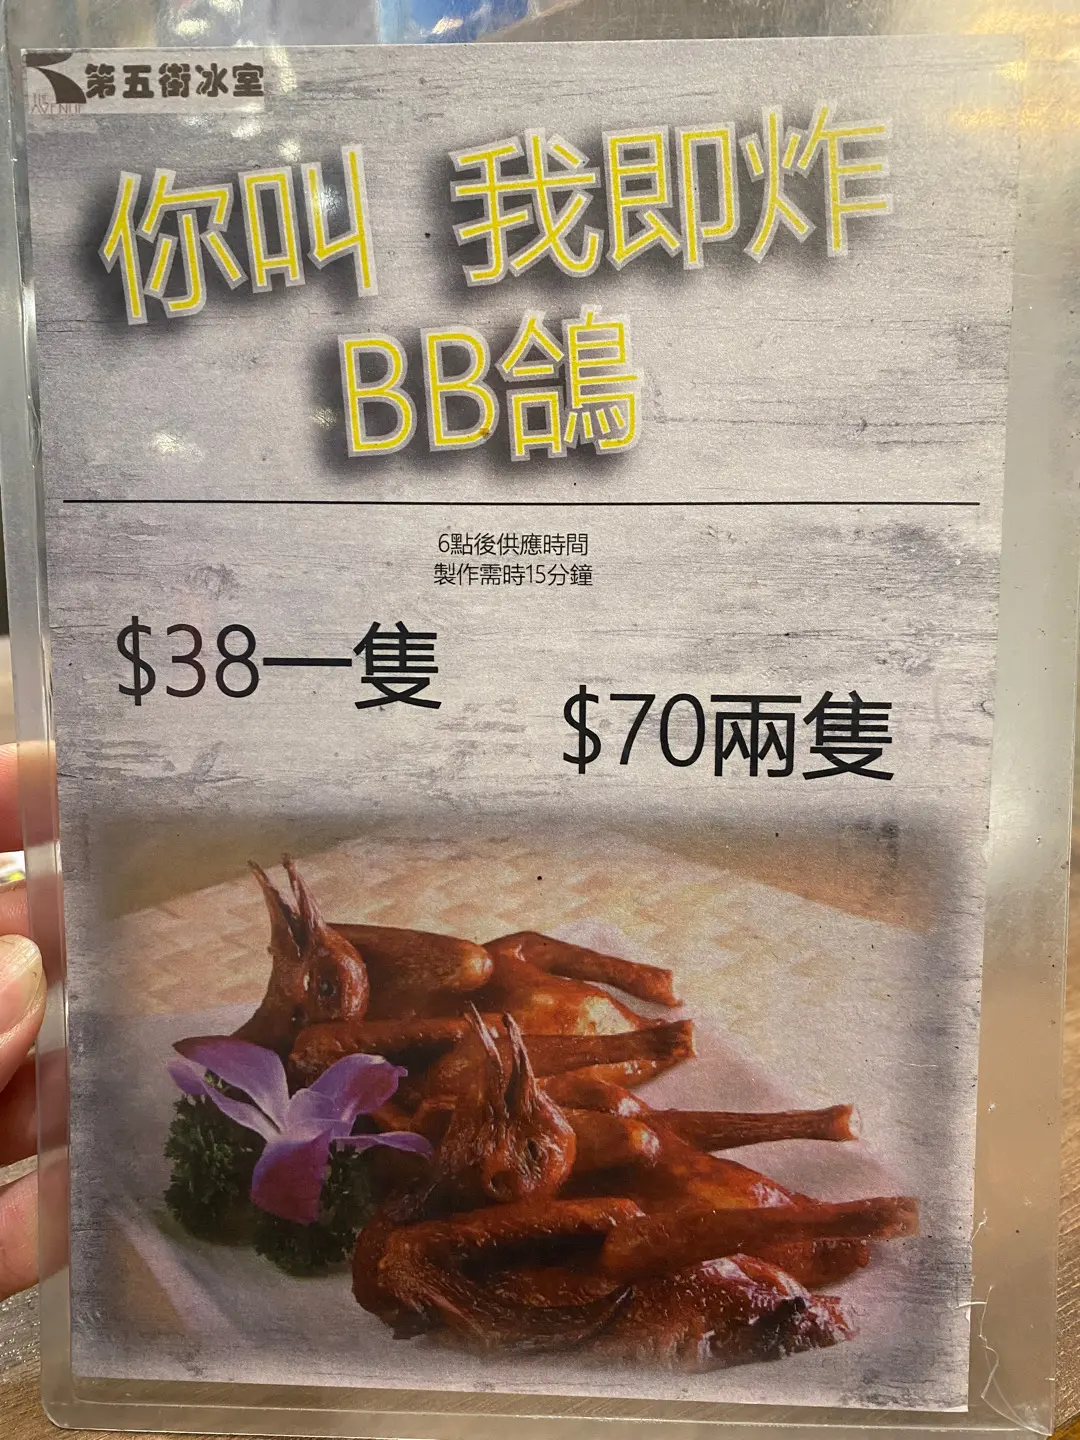 第五街冰室
AVENUE
你叫 我即炸
BB鴿
6點後供應時間
製作需時15分鐘
$38一隻
$70兩隻